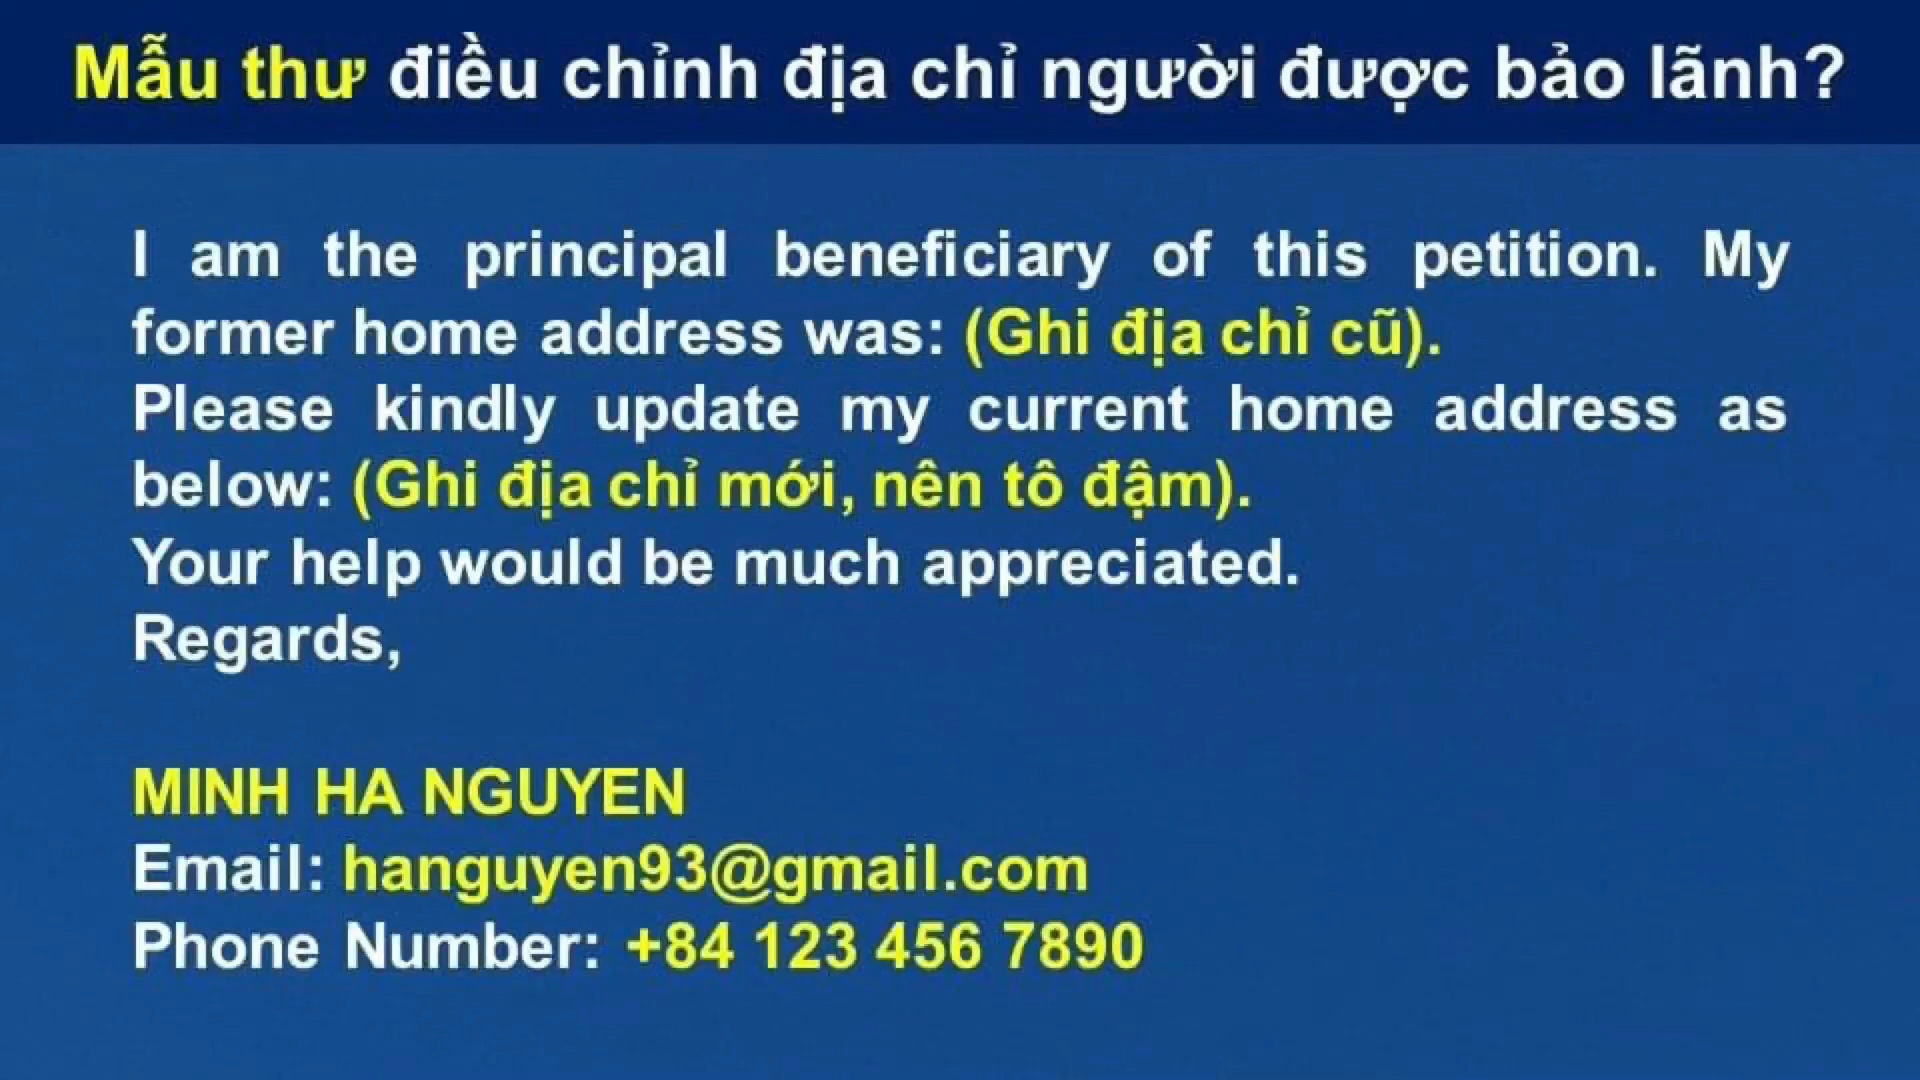 Mẫu thư điều chỉnh địa chỉ người được bảo lãnh?
I am the principal beneficiary of this petition. My
former home address was: (Ghi địa chỉ cũ).
Please kindly update my current home address as
below: (Ghi địa chỉ mới, nên tô đậm).
Your help would be much appreciated.
Regards,
MINH HA NGUYEN
Email: hanguyen93@gmail.com
Phone Number: +84 123 456 7890